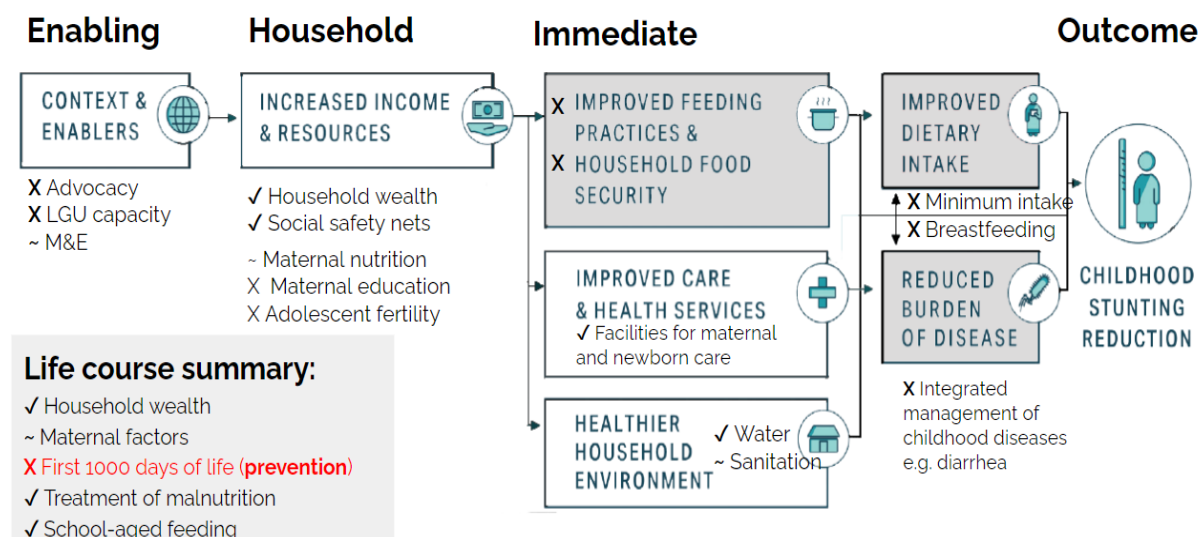 Enabling
Household
Immediate
Outcome
CONTEXT &
ENABLERS
X Advocacy
X LGU capacity
~ M&E
INCREASED INCOME
& RESOURCES
✓ Household wealth
✓ Social safety nets
~ Maternal nutrition
X Maternal education
X Adolescent fertility
X IMPROVED FEEDING
PRACTICES &
X HOUSEHOLD FOOD
SECURITY
IMPROVED CARE
& HEALTH SERVICES
✓ Facilities for maternal
and newborn care
HEALTHIER
HOUSEHOLD
ENVIRONMENT
✓ Water
~ Sanitation
IMPROVED
DIETARY
INTAKE
X Minimum intake
X Breastfeeding
REDUCED
BURDEN
OF DISEASE
X Integrated
management of
childhood diseases
e.g. diarrhea
CHILDHOOD
STUNTING
REDUCTION
Life course summary:
✓ Household wealth
~ Maternal factors
X First 1000 days of life (prevention)
✓ Treatment of malnutrition
✓ School-aged feeding